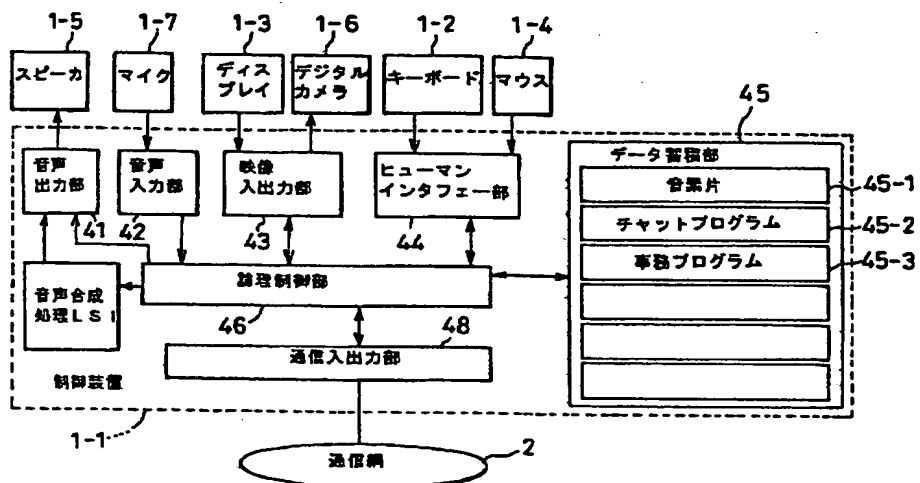 1-5
1-7
1-3
1-6
1-2
1-4
スピーカ
マイク
ディス
プレイ
デジタル
カメラ
キーボード
マウス
45
音声
出力部
音声
入力部
映像
入出力部
ヒューマン
インタフェー部
データ蓄積部
音素片
45-1
チャットプログラム
45-2
事務プログラム
45-3
41
42
43
44
論理制御部
音声合成
処理LSI
46
48
通信入出力部
制御装置
1-1
通信網
2